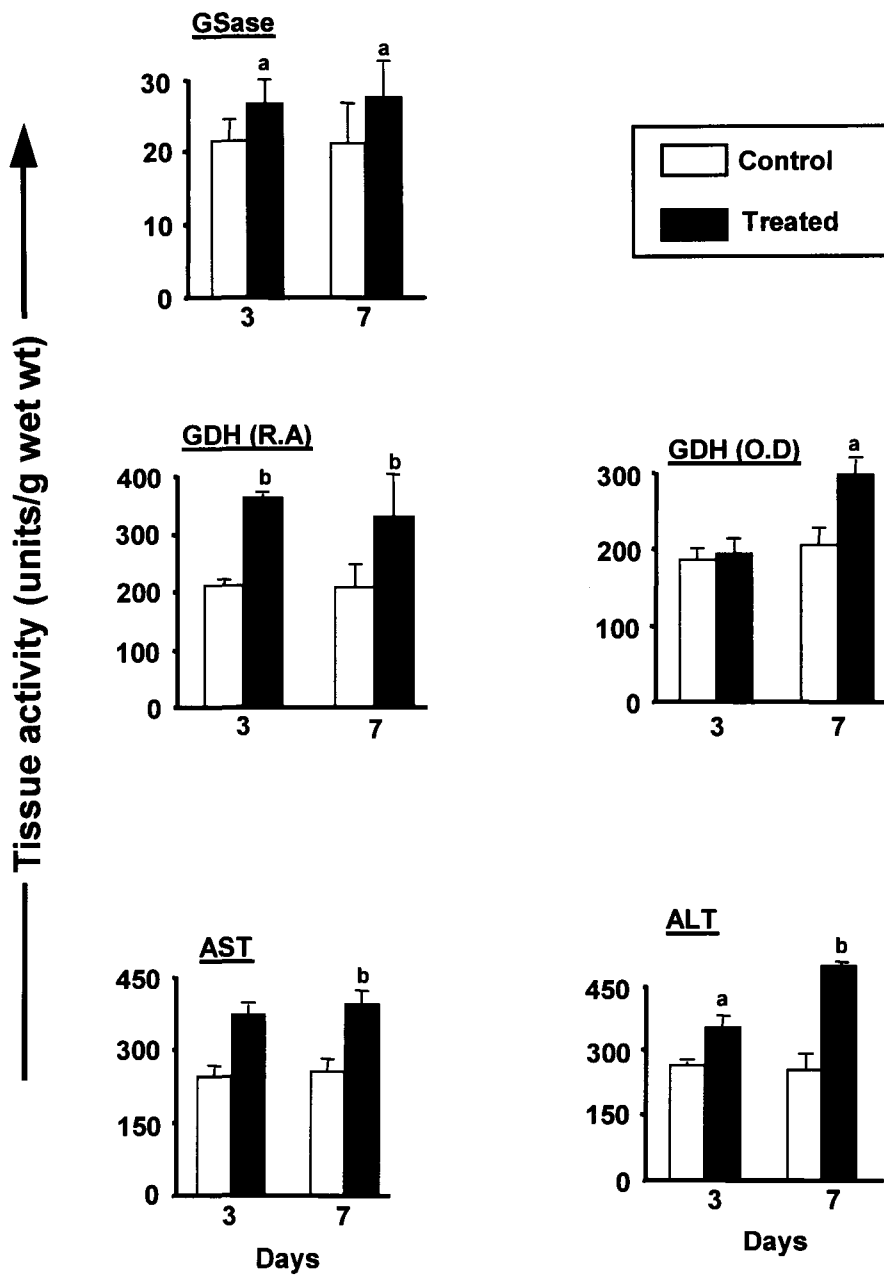 GSase
a a
30
20
10
0
3 7
Control
Treated
Tissue activity (units/g wet wt)
GDH (R.A)
b b
400
300
200
100
0
3 7
GDH (O.D)
a
300
200
100
0
3 7
AST
b
450
300
150
0
3 7
Days
ALT
a b
450
300
150
0
3 7
Days